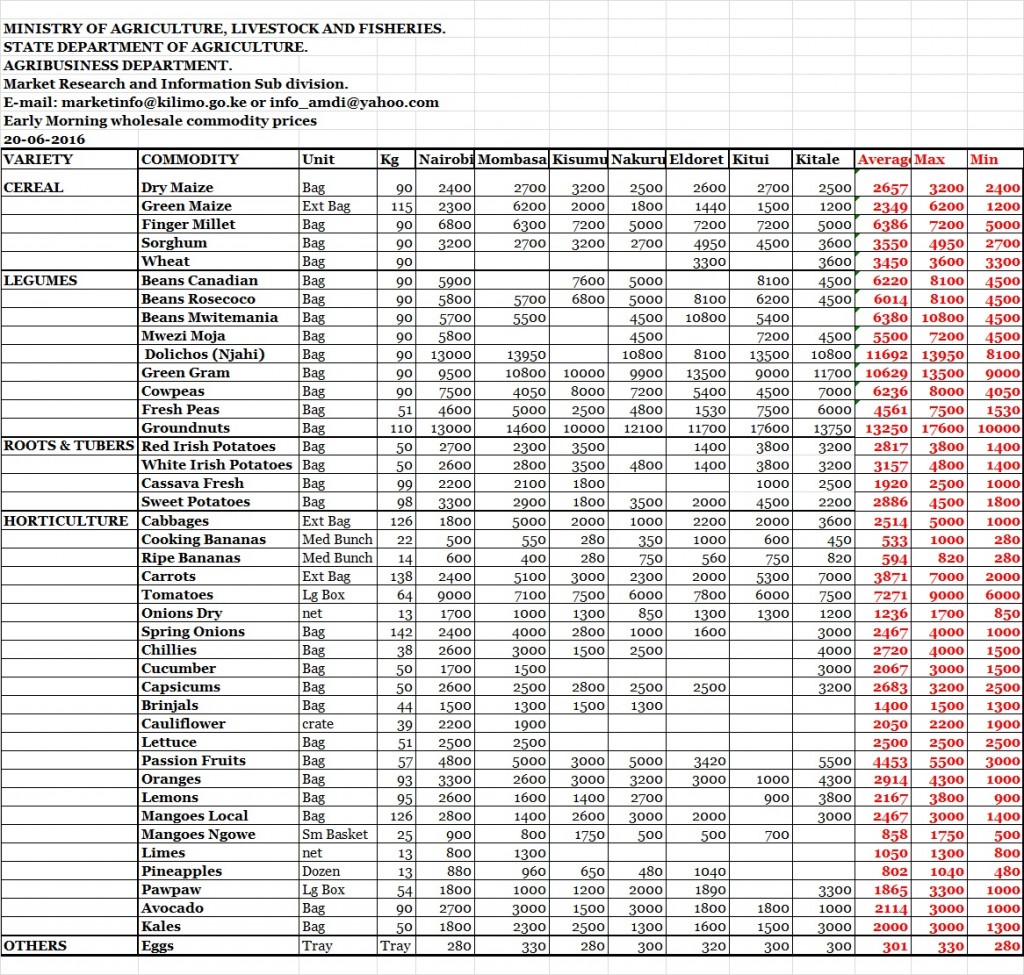 MINISTRY OF AGRICULTURE, LIVESTOCK AND FISHERIES.
STATE DEPARTMENT OF AGRICULTURE.
AGRIBUSINESS DEPARTMENT.
Market Research and Information Sub division.
E-mail: marketinfo@kilimo.go.ke or info_amdi@yahoo.com
Early Morning wholesale commodity prices
20-06-2016
VARIETY COMMODITY Unit Kg Nairobi Mombasa Kisumu Nakuru Eldoret Kitui Kitale Averag Max Min
CEREAL Dry Maize Bag 90 2400 2700 3200 2500 2600 2700 2500 2657 3200 2400
Green Maize Ext Bag 115 2300 6200 2000 1800 1440 1500 1200 2349 6200 1200
Finger Millet Bag 90 6800 6300 7200 5000 7200 7200 5000 6386 7200 5000
Sorghum Bag 90 3200 2700 3200 2700 4950 4500 3600 3550 4950 2700
Wheat Bag 90 3300 3600 3450 3600 3300
LEGUMES Beans Canadian Bag 90 5900 7600 5000 8100 4500 6220 8100 4500
Beans Rosecoco Bag 90 5800 5700 6800 5000 8100 6200 4500 6014 8100 4500
Beans Mwitemania Bag 90 5700 5500 4500 10800 5400 6380 10800 4500
Mwezi Moja Bag 90 5800 4500 7200 4500 5500 7200 4500
Dolichos (Njahi) Bag 90 13000 13950 10800 8100 13500 10800 11692 13950 8100
Green Gram Bag 90 9500 10800 10000 9900 13500 9000 11700 10629 13500 9000
Cowpeas Bag 90 7500 4050 8000 7200 5400 4500 7000 6236 8000 4050
Fresh Peas Bag 51 4600 5000 2500 4800 1530 7500 6000 4561 7500 1530
Groundnuts Bag 110 13000 14600 10000 12100 11700 17600 13750 13250 17600 10000
ROOTS & TUBERS Red Irish Potatoes Bag 50 2700 2300 3500 1400 3800 3200 2817 3800 1400
White Irish Potatoes Bag 50 2600 2800 3500 4800 1400 3800 3200 3157 4800 1400
Cassava Fresh Bag 99 2200 2100 1800 1000 2500 1920 2500 1000
Sweet Potatoes Bag 98 3300 2900 1800 3500 2000 4500 2200 2886 4500 1800
HORTICULTURE Cabbages Ext Bag 126 1800 5000 2000 1000 2200 2000 3600 2514 5000 1000
Cooking Bananas Med Bunch 22 500 550 280 350 1000 600 450 533 1000 280
Ripe Bananas Med Bunch 14 600 400 280 750 560 750 820 594 820 280
Carrots Ext Bag 138 2400 5100 3000 2300 2000 5300 7000 3871 7000 2000
Tomatoes Lg Box 64 9000 7100 7500 6000 7800 6000 7500 7271 9000 6000
Onions Dry net 13 1700 1000 1300 850 1300 1300 1200 1236 1700 850
Spring Onions Bag 142 2400 4000 2800 1000 1600 3000 2467 4000 1000
Chillies Bag 38 2600 3000 1500 2500 4000 2720 4000 1500
Cucumber Bag 50 1700 1500 3000 2067 3000 1500
Capsicums Bag 50 2600 2500 2800 2500 2500 3200 2683 3200 2500
Brinjals Bag 44 1500 1300 1500 1300 1400 1500 1300
Cauliflower crate 39 2200 1900 2050 2200 1900
Lettuce Bag 51 2500 2500 2500 2500 2500
Passion Fruits Bag 57 4800 5000 3000 5000 3420 5500 4453 5500 3000
Oranges Bag 93 3300 2600 3000 3200 3000 1000 4300 2914 4300 1000
Lemons Bag 95 2600 1600 1400 2700 900 3800 2167 3800 900
Mangoes Local Bag 126 2800 1400 2600 3000 2000 3000 2467 3000 1400
Mangoes Ngowe Sm Basket 25 900 800 1750 500 500 700 858 1750 500
Limes net 13 800 1300 1050 1300 800
Pineapples Dozen 13 880 960 650 480 1040 802 1040 480
Pawpaw Lg Box 54 1800 1000 1200 2000 1890 3300 1865 3300 1000
Avocado Bag 90 2700 3000 1500 3000 1800 1800 1000 2114 3000 1000
Kales Bag 50 1800 2300 2500 1300 1600 1500 3000 2000 3000 1300
OTHERS Eggs Tray Tray 280 330 280 300 320 300 300 301 330 280